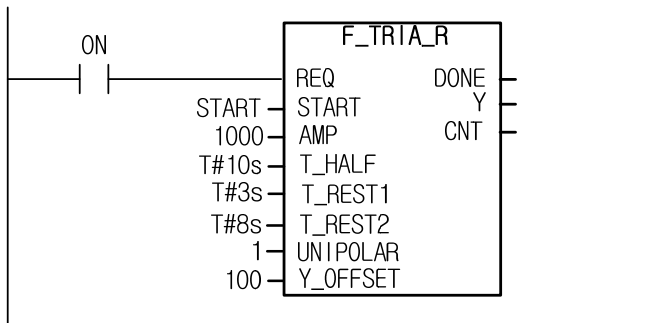 F_TRIA_R
ON
REQ DONE
START START Y
1000 AMP CNT
T#10s T_HALF
T#3s T_REST1
T#8s T_REST2
1 UNIPOLAR
100 Y_OFFSET